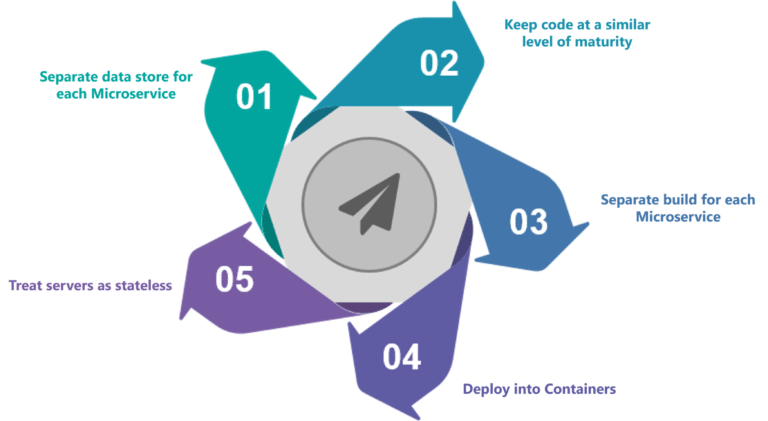 01
Separate data store for
each Microservice
02
Keep code at a similar
level of maturity
03
Separate build for each
Microservice
04
Deploy into Containers
05
Treat servers as stateless